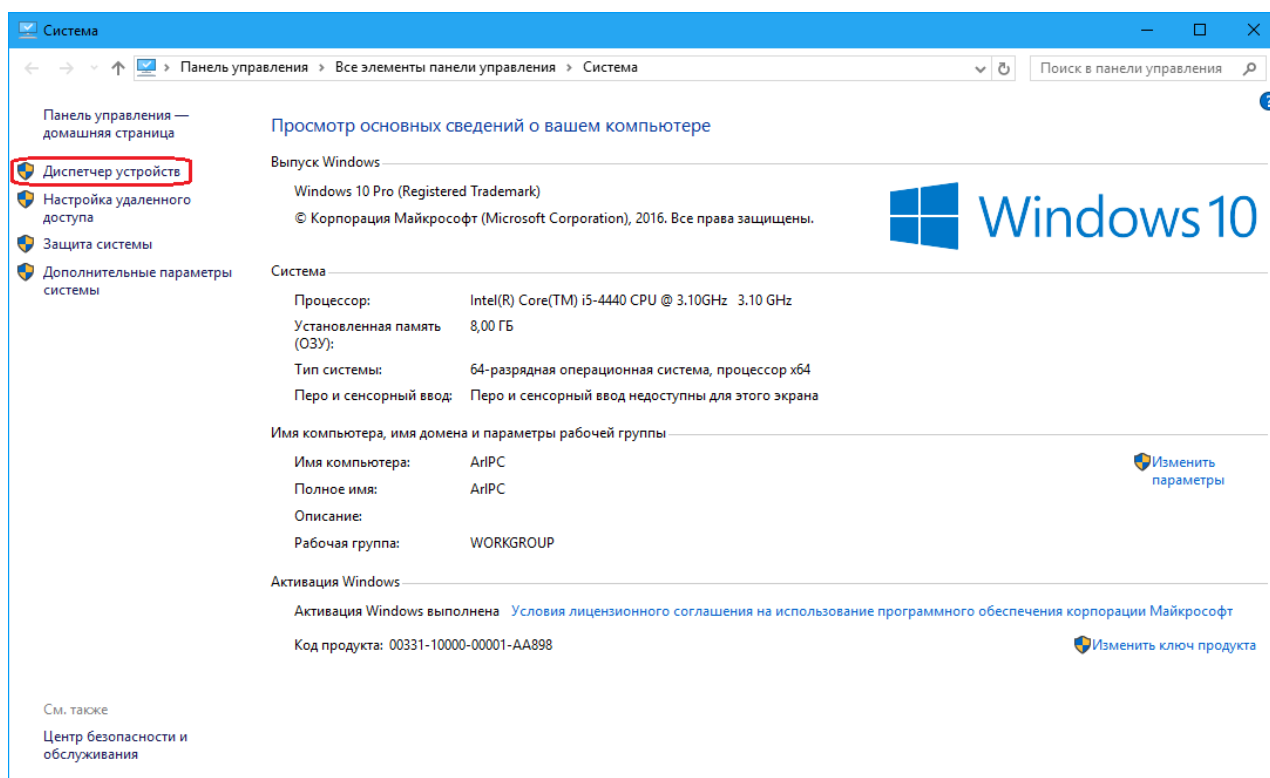 Система
Панель управления › Все элементы панели управления › Система
Поиск в панели управления
Панель управления —
домашняя страница
Диспетчер устройств
Настройка удаленного
доступа
Защита системы
Дополнительные параметры
системы
Просмотр основных сведений о вашем компьютере
Выпуск Windows
Windows 10 Pro (Registered Trademark)
© Корпорация Майкрософт (Microsoft Corporation), 2016. Все права защищены.
Windows 10
Система
Процессор: Intel(R) Core(TM) i5-4440 CPU @ 3.10GHz 3.10 GHz
Установленная память 8,00 ГБ
(ОЗУ):
Тип системы: 64-разрядная операционная система, процессор x64
Перо и сенсорный ввод: Перо и сенсорный ввод недоступны для этого экрана
Имя компьютера, имя домена и параметры рабочей группы
Имя компьютера: ArIPC
Изменить
параметры
Полное имя: ArIPC
Описание:
Рабочая группа: WORKGROUP
Активация Windows
Активация Windows выполнена Условия лицензионного соглашения на использование программного обеспечения корпорации Майкрософт
Код продукта: 00331-10000-00001-AA898 Изменить ключ продукта
См. также
Центр безопасности и
обслуживания